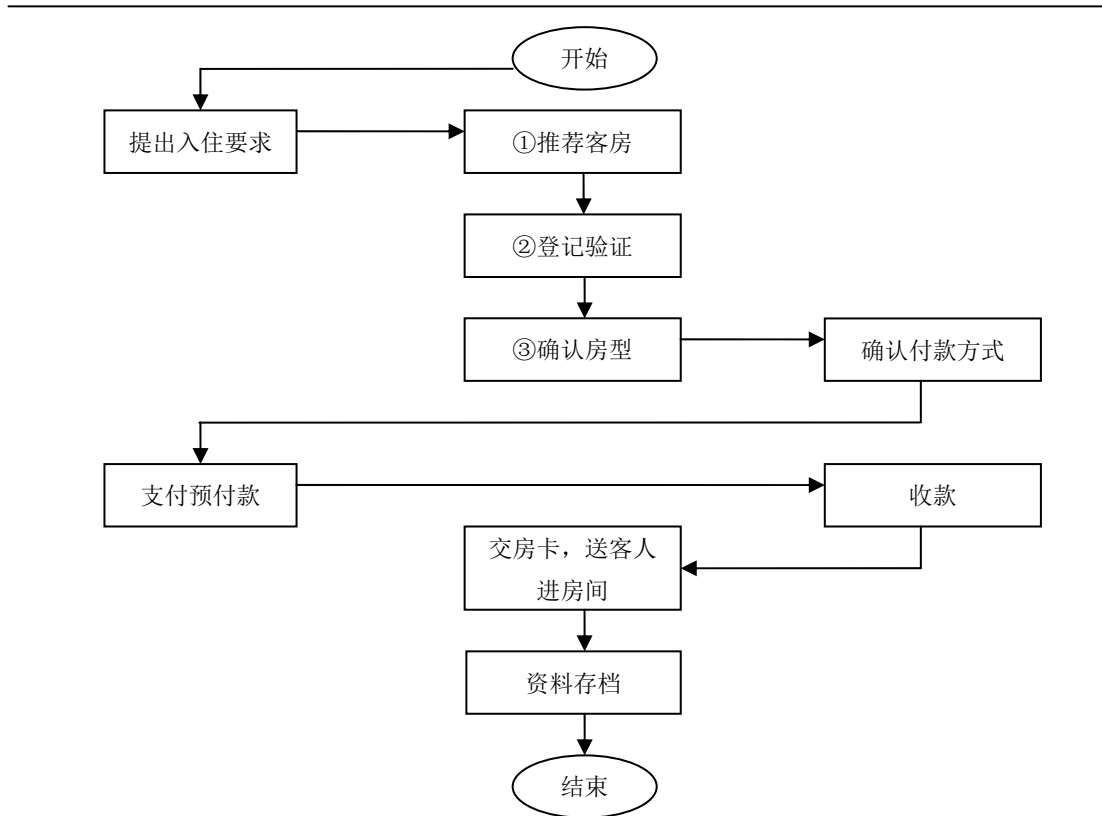 开始
提出入住要求
①推荐客房
②登记验证
③确认房型
确认付款方式
支付预付款
收款
交房卡，送客人
进房间
资料存档
结束